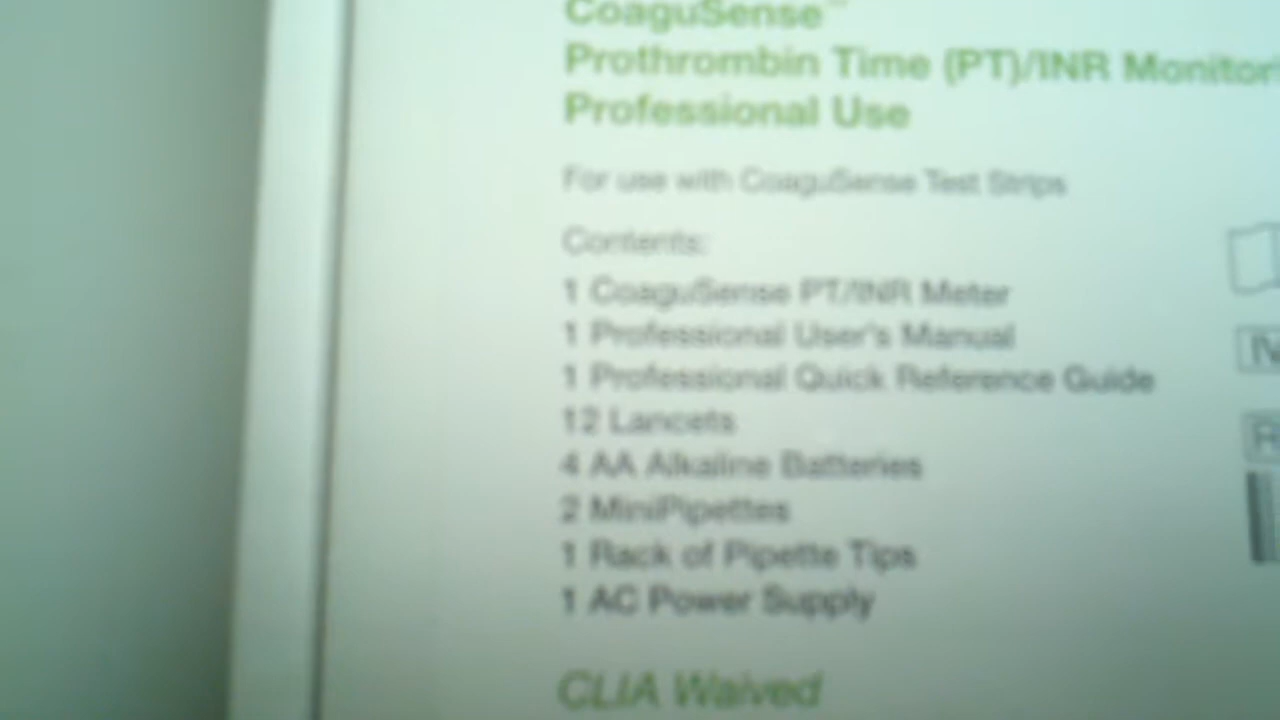 CoaguSense™
Prothrombin Time (PT)/INR Monitor
Professional Use
For use with CoaguSense Test Strips
Contents:
1 CoaguSense PT/INR Meter
1 Professional User's Manual
1 Professional Quick Reference Guide
12 Lancets
4 AA Alkaline Batteries
2 MiniPipettes
1 Rack of Pipette Tips
1 AC Power Supply
CLIA Waived